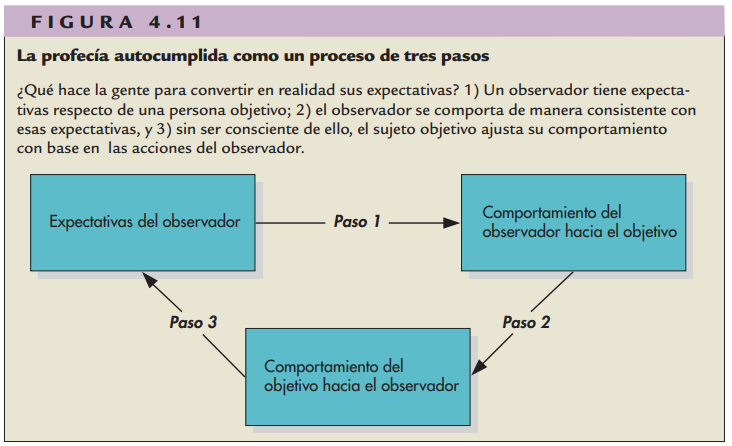 FIGURA 4.11
La profecía autocumplida como un proceso de tres pasos
¿Qué hace la gente para convertir en realidad sus expectativas? 1) Un observador tiene expecta-
tivas respecto de una persona objetivo; 2) el observador se comporta de manera consistente con
esas expectativas, y 3) sin ser consciente de ello, el sujeto objetivo ajusta su comportamiento
con base en las acciones del observador.
Expectativas del observador
Paso 1
Comportamiento del
observador hacia el objetivo
Paso 2
Comportamiento del
objetivo hacia el observador
Paso 3